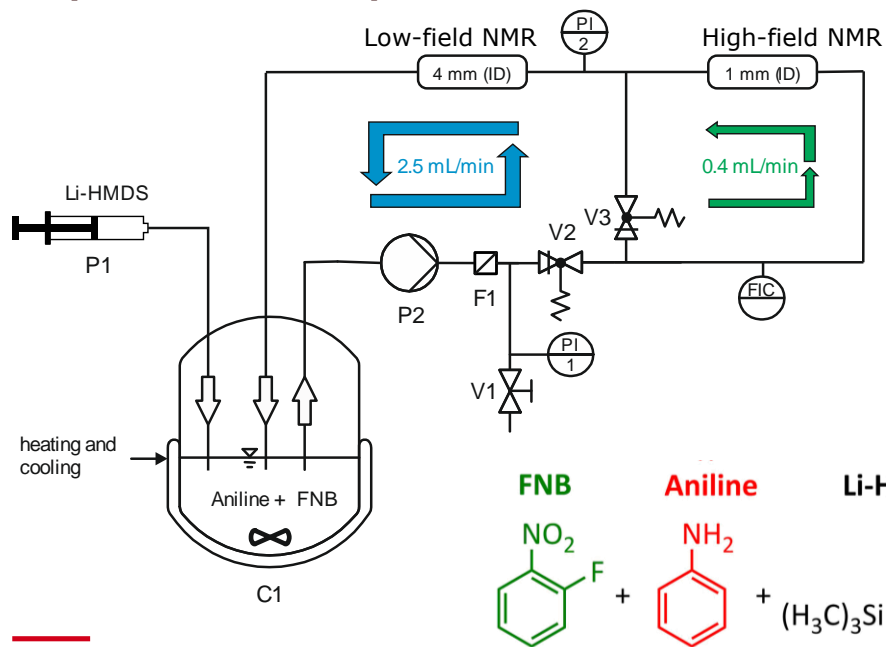 Low-field NMR
PI
2
High-field NMR
4 mm (ID)
1 mm (ID)
2.5 mL/min
0.4 mL/min
Li-HMDS
P1
P2
F1
V2
V3
FIC
PI
1
V1
heating and
cooling
Aniline + FNB
C1
FNB
Aniline
Li-H
NO2
F
+
NH2
+
(H3C)3Si